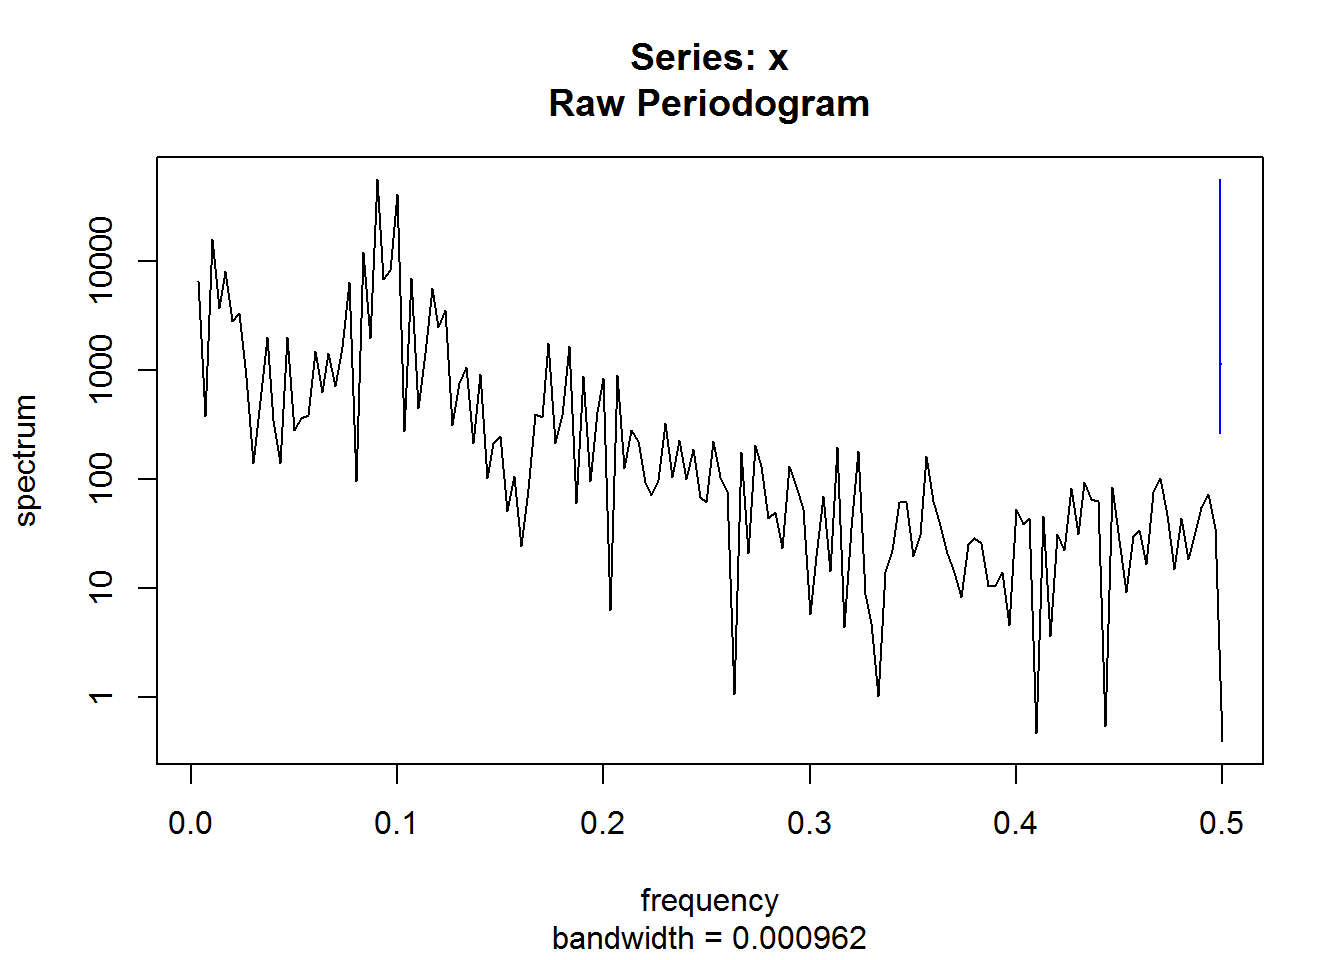 Series: x
Raw Periodogram
spectrum
10000
1000
100
10
1
0.0 0.1 0.2 0.3 0.4 0.5
frequency
bandwidth = 0.000962